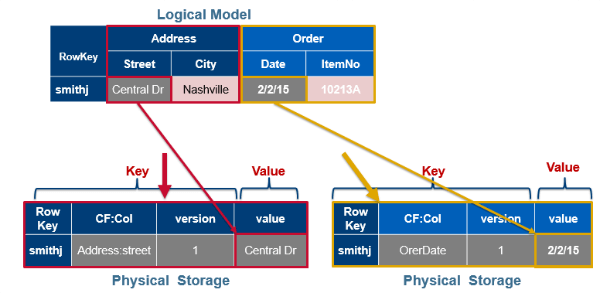 Logical Model
RowKey Address Order
Street City Date ItemNo
smithj Central Dr Nashville 2/2/15 10213A
Key Value Key Value
Row Key CF:Col version value
smithj Address:street 1 Central Dr
Row Key CF:Col version value
smithj OrerDate 1 2/2/15
Physical Storage Physical Storage